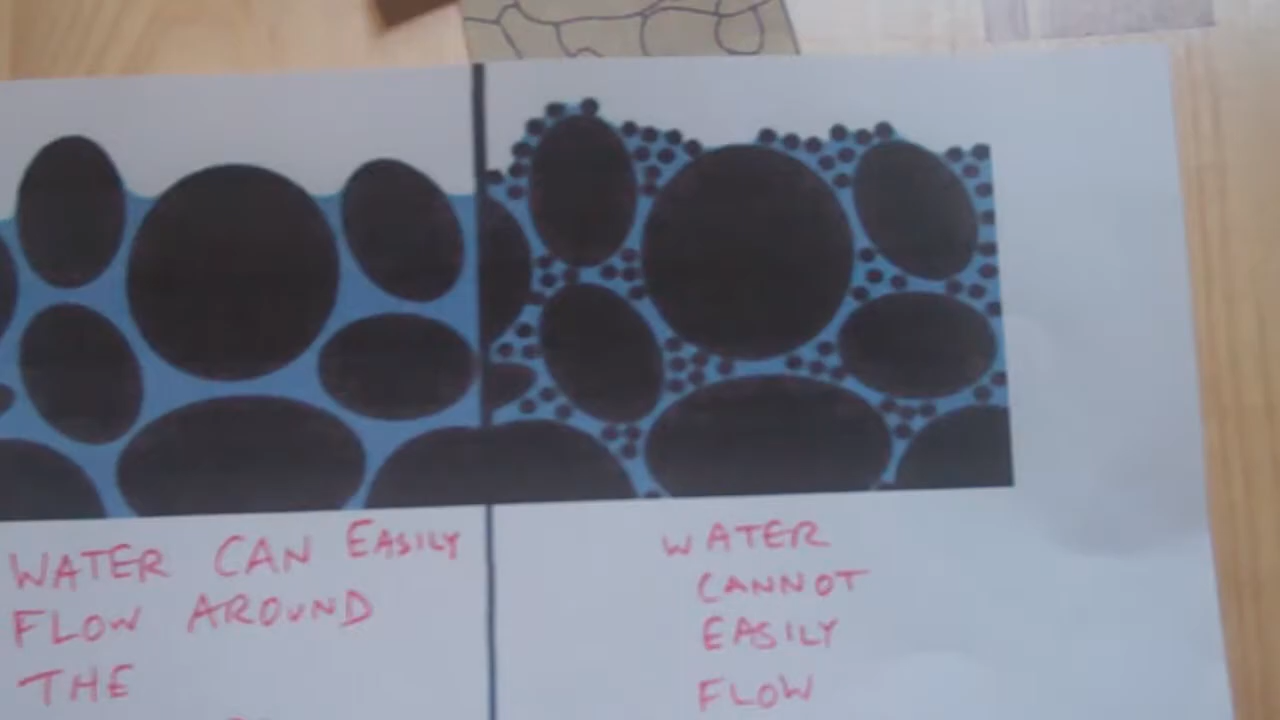 WATER CAN EASILY
FLOW AROUND
THE
WATER
CANNOT
EASILY
FLOW